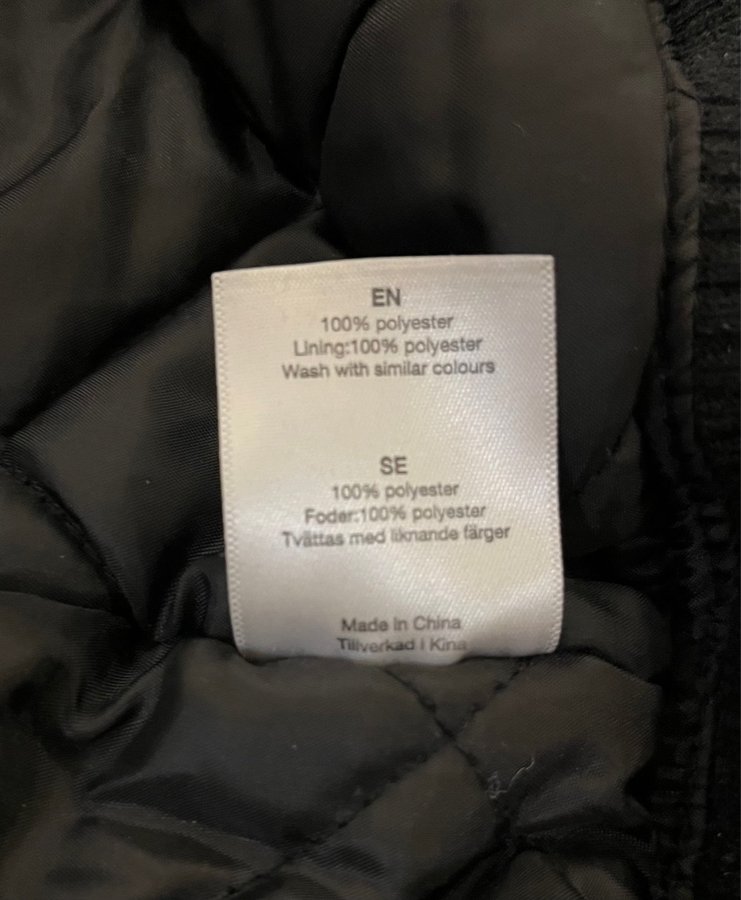 EN
100% polyester
Lining:100% polyester
Wash with similar colours
SE
100% polyester
Foder:100% polyester
Tvättas med liknande färger
Made in China
Tillverkad i Kina